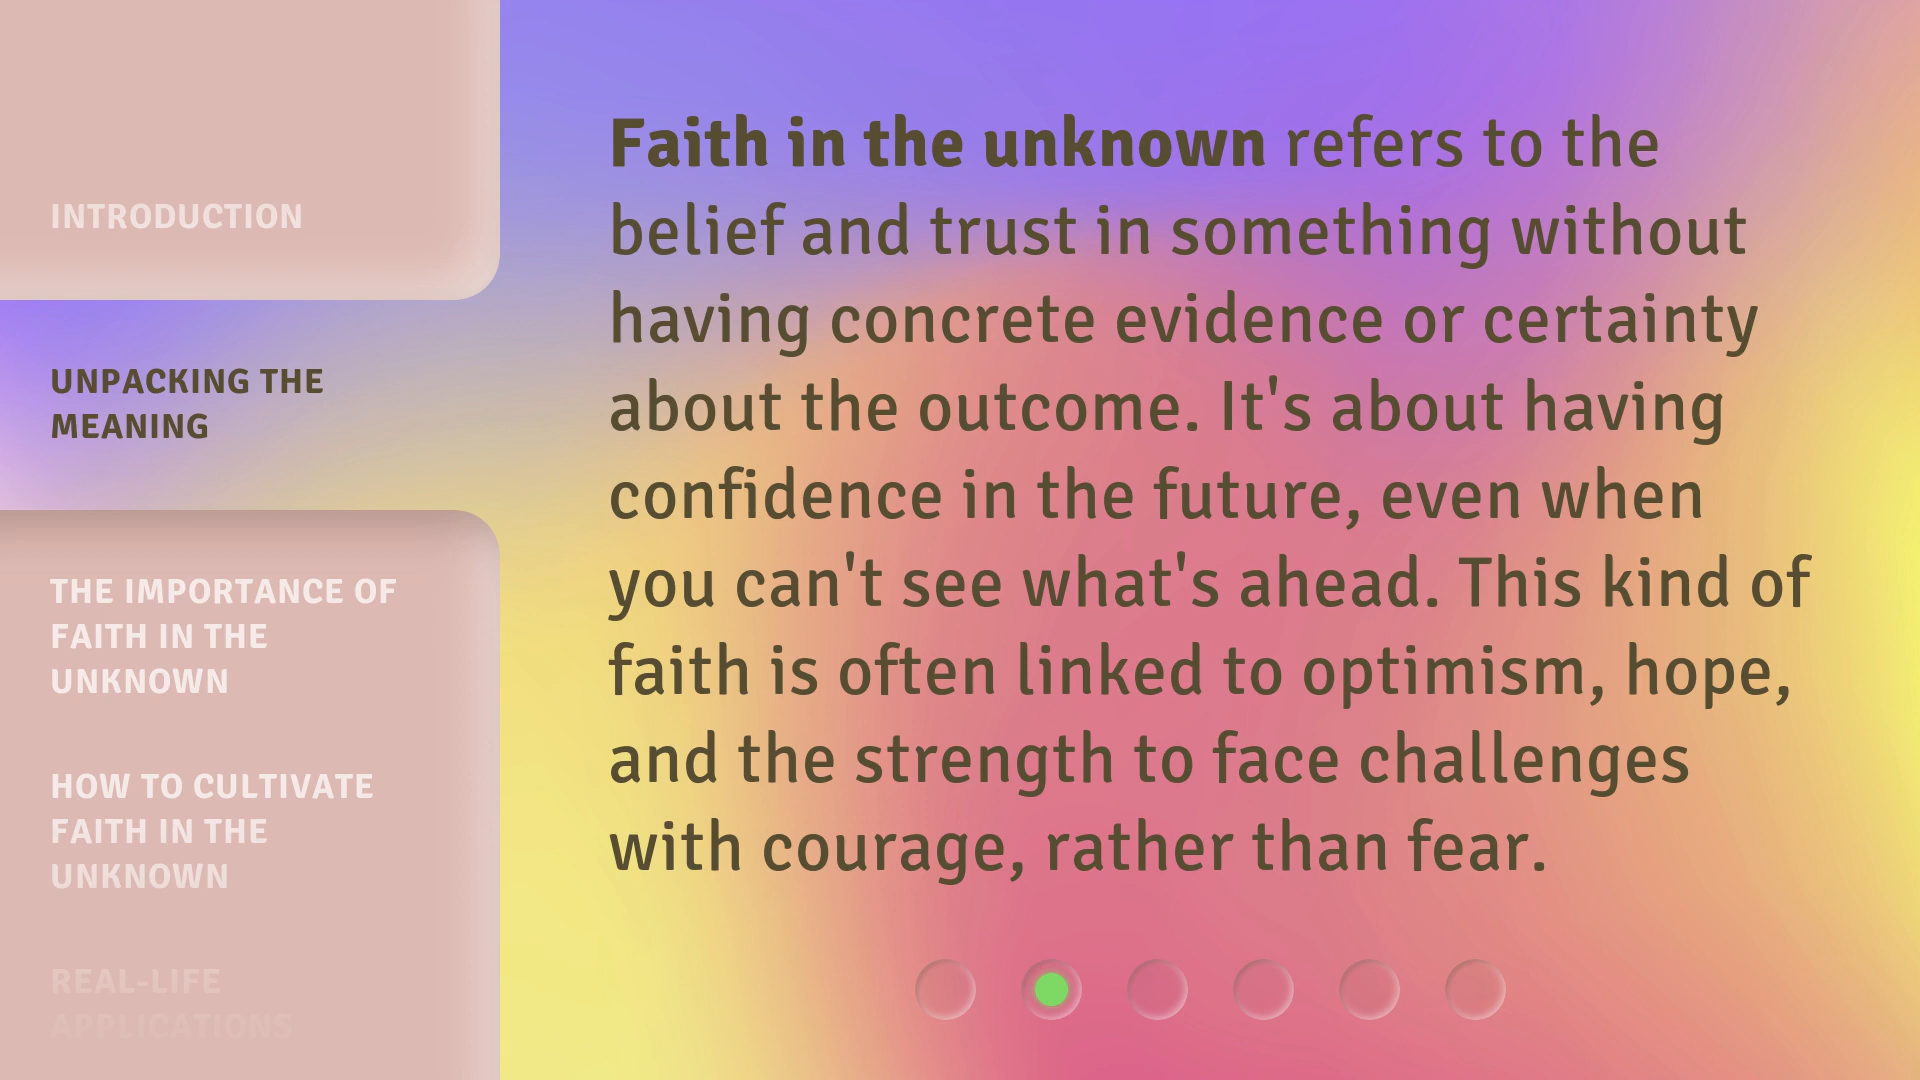 INTRODUCTION
UNPACKING THE
MEANING
THE IMPORTANCE OF
FAITH IN THE
UNKNOWN
HOW TO CULTIVATE
FAITH IN THE
UNKNOWN
REAL-LIFE
APPLICATIONS
Faith in the unknown refers to the
belief and trust in something without
having concrete evidence or certainty
about the outcome. It's about having
confidence in the future, even when
you can't see what's ahead. This kind of
faith is often linked to optimism, hope,
and the strength to face challenges
with courage, rather than fear.